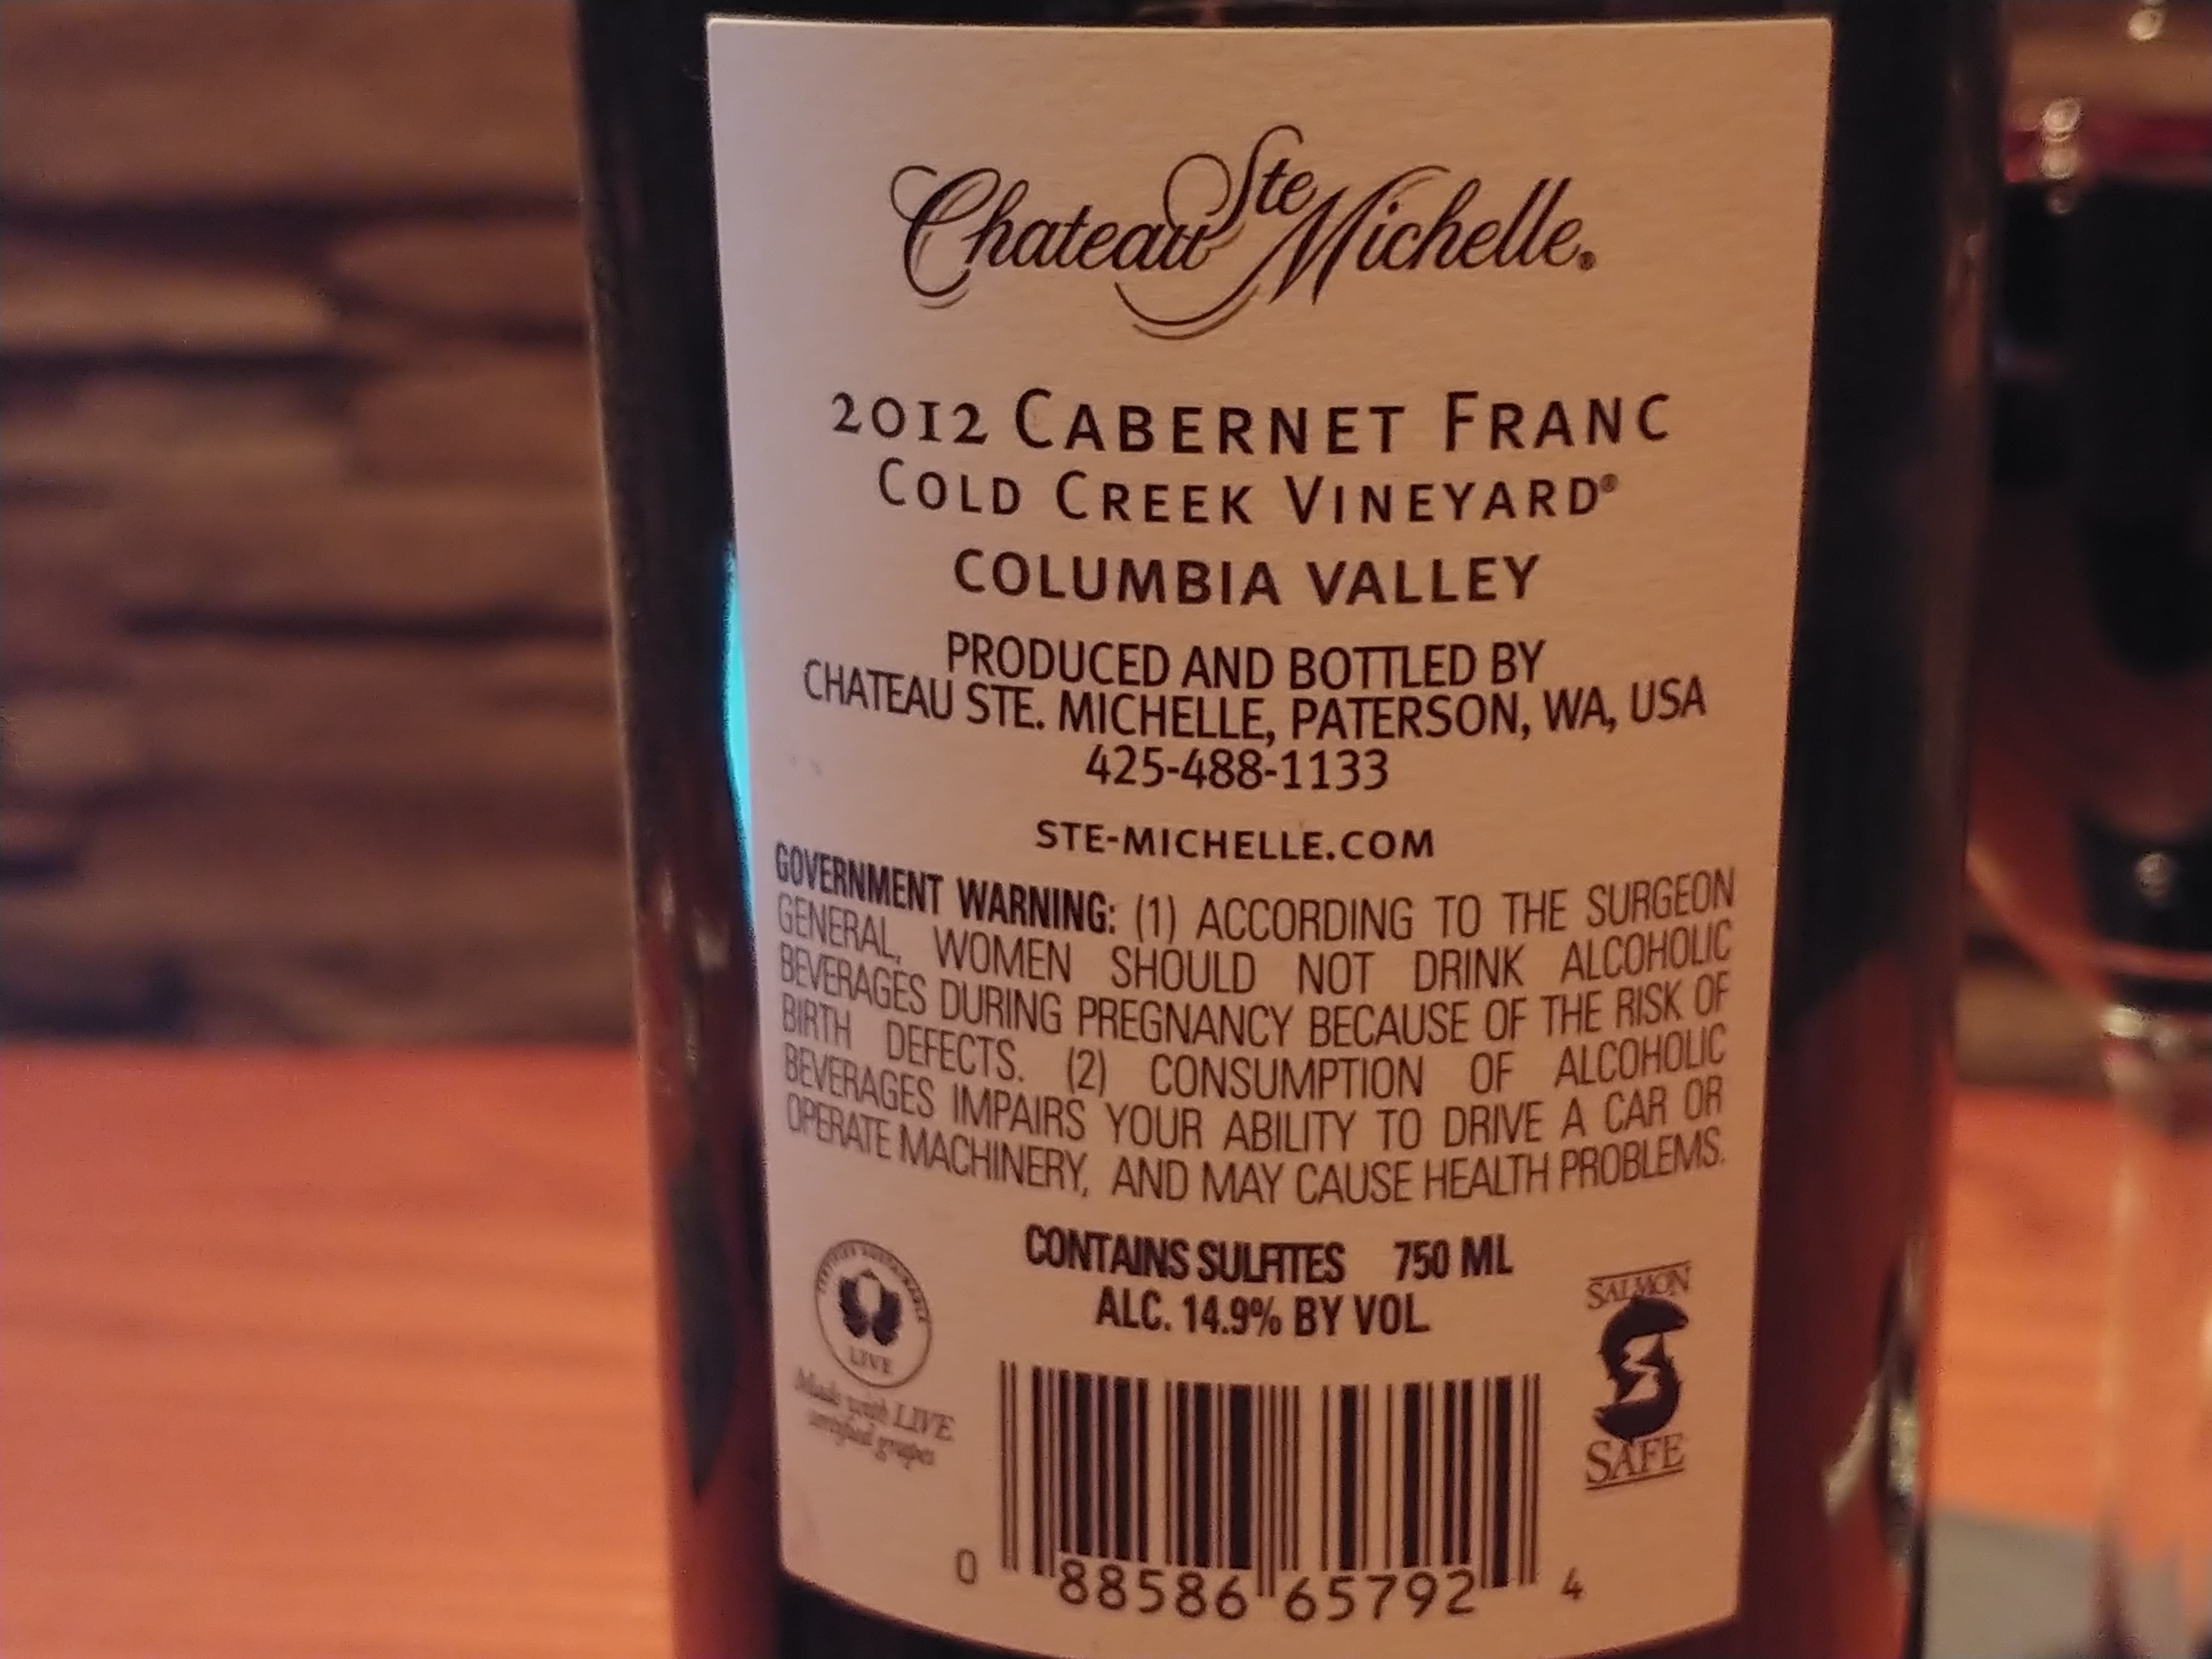 Chateau Ste Michelle®
2012 CABERNET FRANC
COLD CREEK VINEYARD®
COLUMBIA VALLEY
PRODUCED AND BOTTLED BY
CHATEAU STE. MICHELLE, PATERSON, WA, USA
425-488-1133
STE-MICHELLE.COM
GOVERNMENT WARNING: (1) ACCORDING TO THE SURGEON
GENERAL, WOMEN SHOULD NOT DRINK ALCOHOLIC
BEVERAGES DURING PREGNANCY BECAUSE OF THE RISK OF
BIRTH DEFECTS. (2) CONSUMPTION OF ALCOHOLIC
BEVERAGES IMPAIRS YOUR ABILITY TO DRIVE A CAR OR
OPERATE MACHINERY, AND MAY CAUSE HEALTH PROBLEMS.
CONTAINS SULFITES 750 ML
ALC. 14.9% BY VOL
CERTIFIED SUSTAINABLE
LIVE
Made with LIVE
certified grapes
SALMON
SAFE
0 88586 65792 4